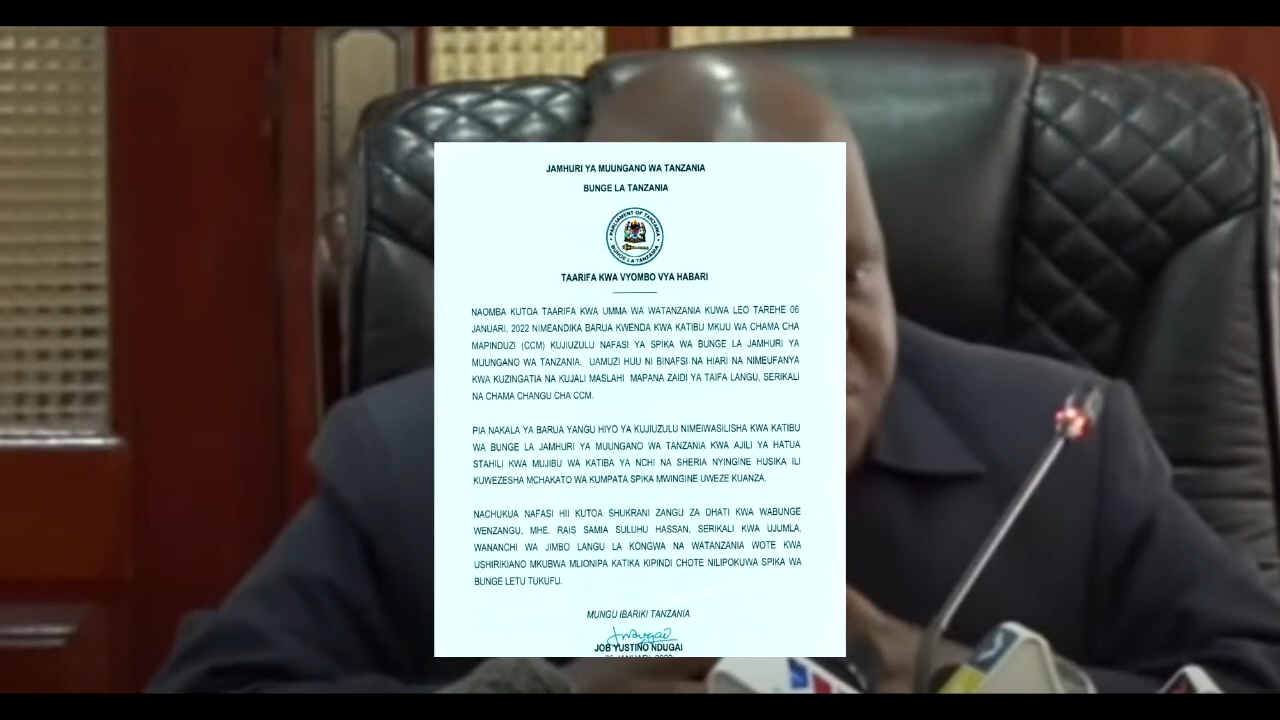 JAMHURI YA MUUNGANO WA TANZANIA
BUNGE LA TANZANIA
PARLIAMENT OF TANZANIA
BUNGE LA TANZANIA
TAARIFA KWA VYOMBO VYA HABARI
NAOMBA KUTOA TAARIFA KWA UMMA WA WATANZANIA KUWA LEO TAREHE 06
JANUARI, 2022 NIMEANDIKA BARUA KWENDA KWA KATIBU MKUU WA CHAMA CHA
MAPINDUZI (CCM) KUJIUZULU NAFASI YA SPIKA WA BUNGE LA JAMHURI YA
MUUNGANO WA TANZANIA. UAMUZI HUU NI BINAFSI NA HIARI NA NIMEUFANYA
KWA KUZINGATIA NA KUJALI MASLAHI MAPANA ZAIDI YA TAIFA LANGU, SERIKALI
NA CHAMA CHANGU CHA CCM.
PIA NAKALA YA BARUA YANGU HIYO YA KUJIUZULU NIMEIWASILISHA KWA KATIBU
WA BUNGE LA JAMHURI YA MUUNGANO WA TANZANIA KWA AJILI YA HATUA
STAHILI KWA MUJIBU WA KATIBA YA NCHI NA SHERIA NYINGINE HUSIKA ILI
KUWEZESHA MCHAKATO WA KUMPATA SPIKA MWINGINE UWEZE KUANZA.
NACHUKUA NAFASI HII KUTOA SHUKRANI ZANGU ZA DHATI KWA WABUNGE
WENZANGU, MHE. RAIS SAMIA SULUHU HASSAN, SERIKALI KWA UJUMLA,
WANANCHI WA JIMBO LANGU LA KONGWA NA WATANZANIA WOTE KWA
USHIRIKIANO MKUBWA MLIONIPA KATIKA KIPINDI CHOTE NILIPOKUWA SPIKA WA
BUNGE LETU TUKUFU.
MUNGU IBARIKI TANZANIA
JOB YUSTINO NDUGAI